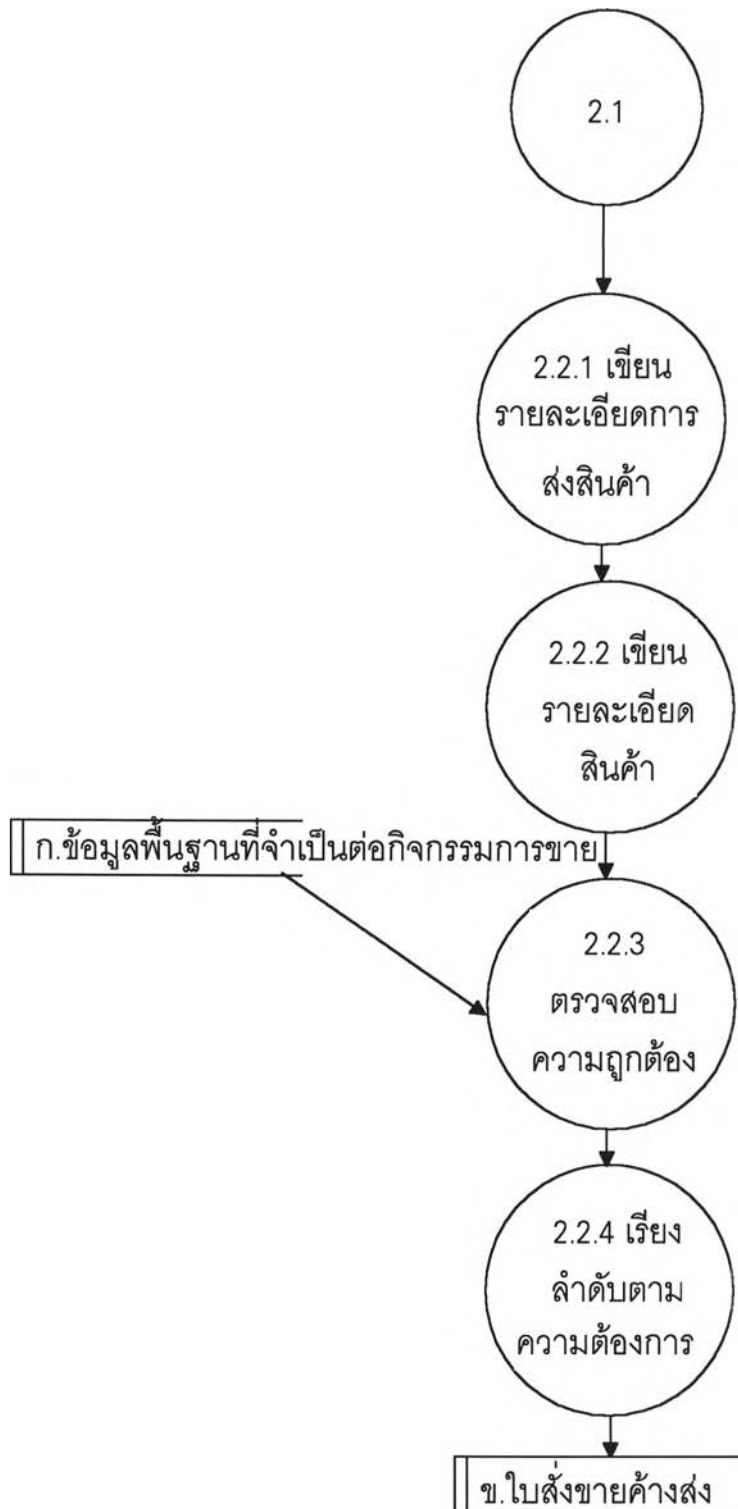 2.1
2.2.1 เขียน
รายละเอียดการ
ส่งสินค้า
2.2.2 เขียน
รายละเอียด
สินค้า
ก.ข้อมูลพื้นฐานที่จำเป็นต่อกิจกรรมการขาย
2.2.3
ตรวจสอบ
ความถูกต้อง
2.2.4 เรียง
ลำดับตาม
ความต้องการ
ข.ใบสั่งขายค้างส่ง